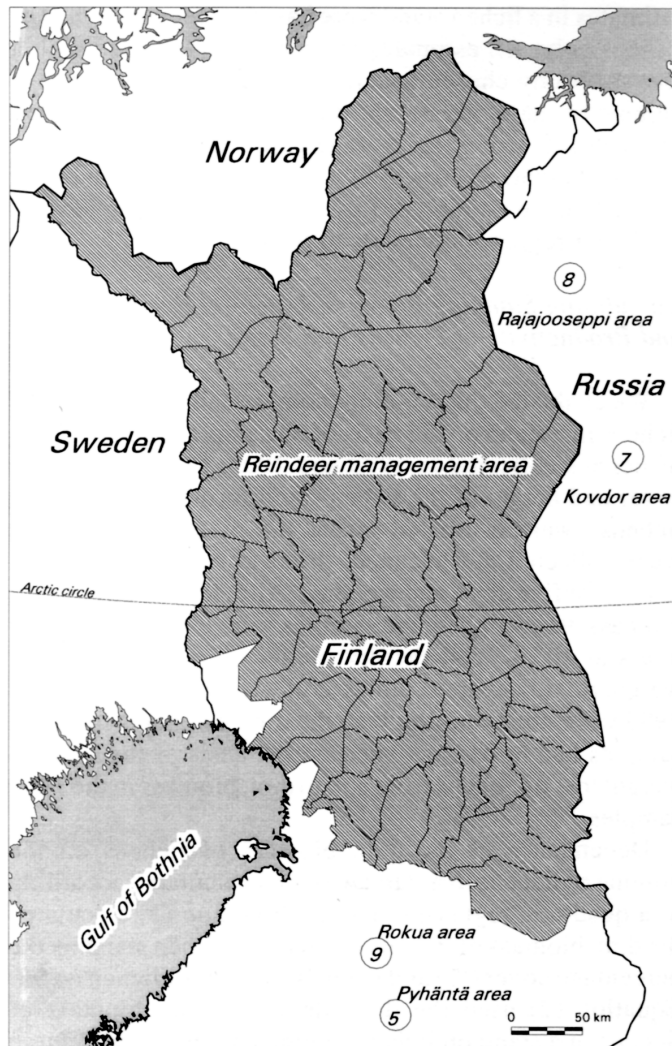 Norway
8
Rajajooseppi area
Russia
Sweden
Reindeer management area
7
Kovdor area
Arctic circle
Finland
Gulf of Bothnia
Rokua area
9
Pyhäntä area
5
0 50 km